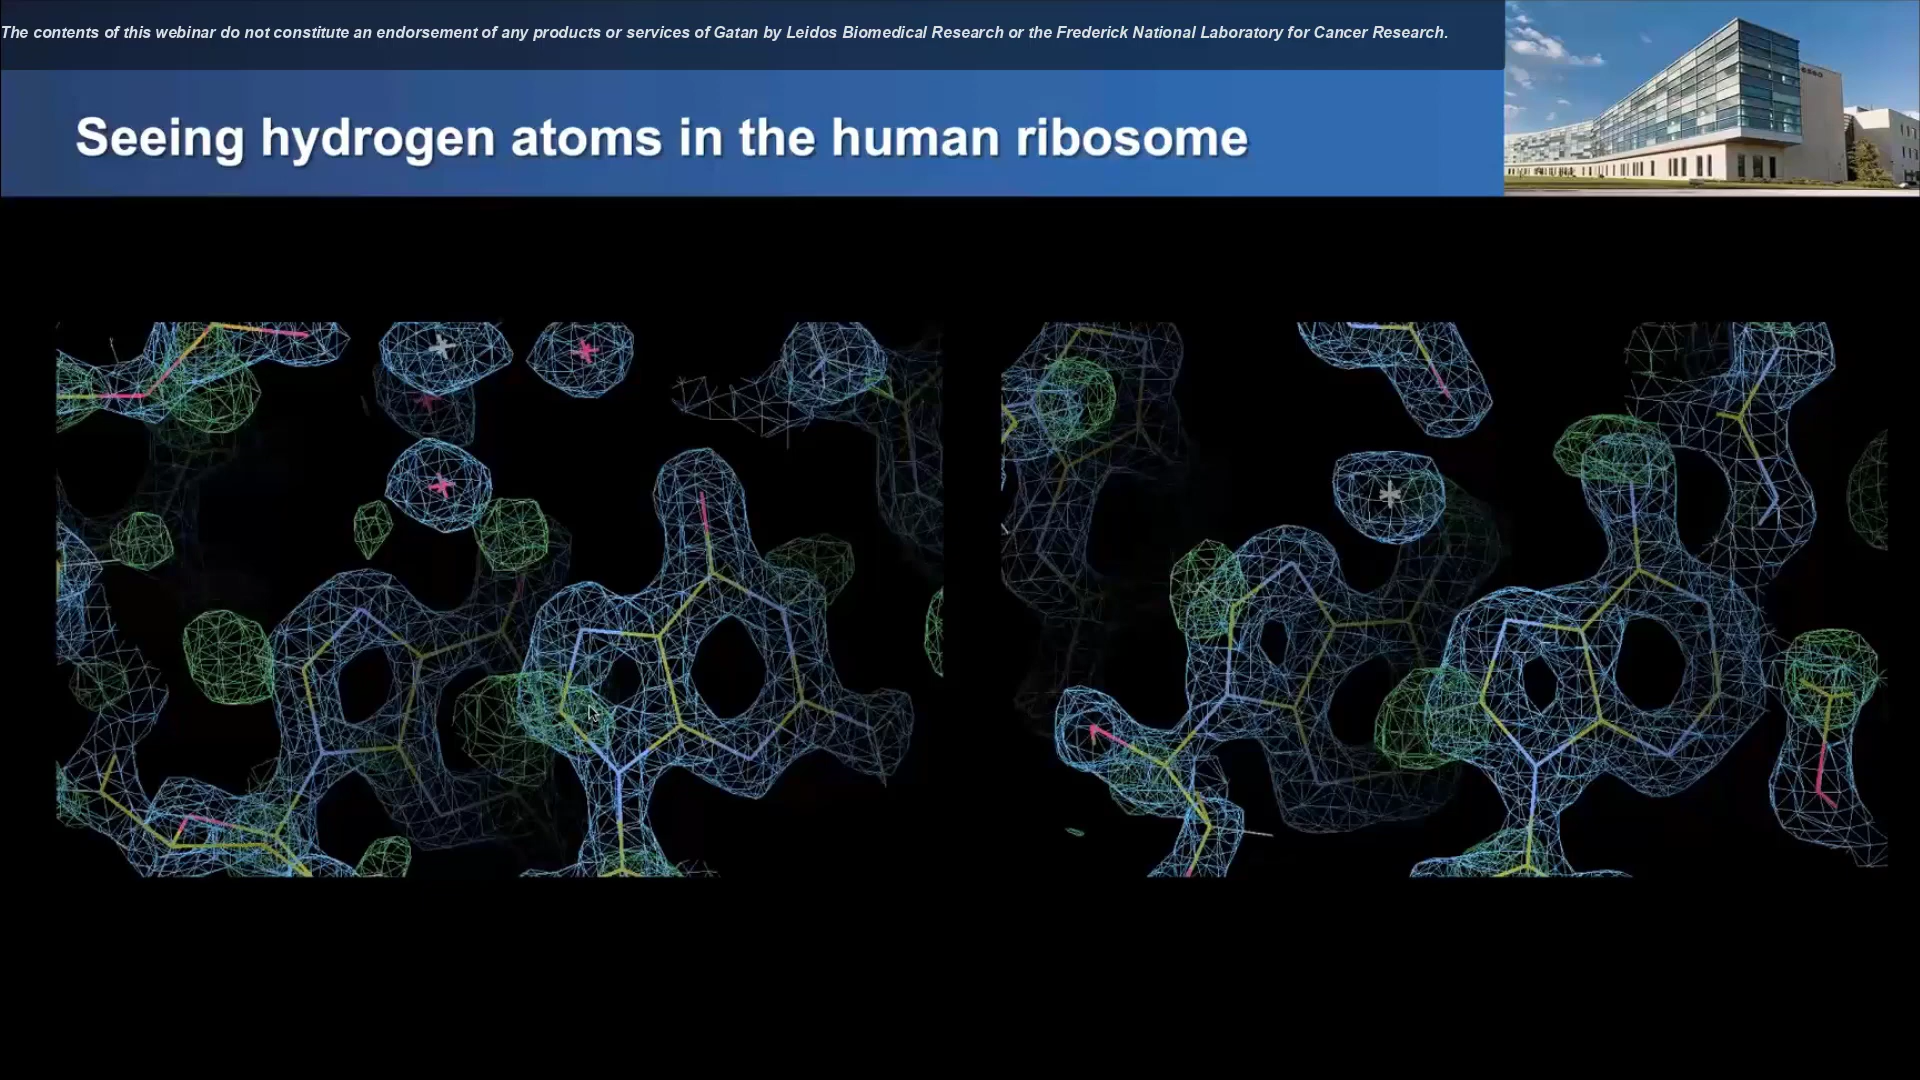 The contents of this webinar do not constitute an endorsement of any products or services of Gatan by Leidos Biomedical Research or the Frederick National Laboratory for Cancer Research.
Seeing hydrogen atoms in the human ribosome